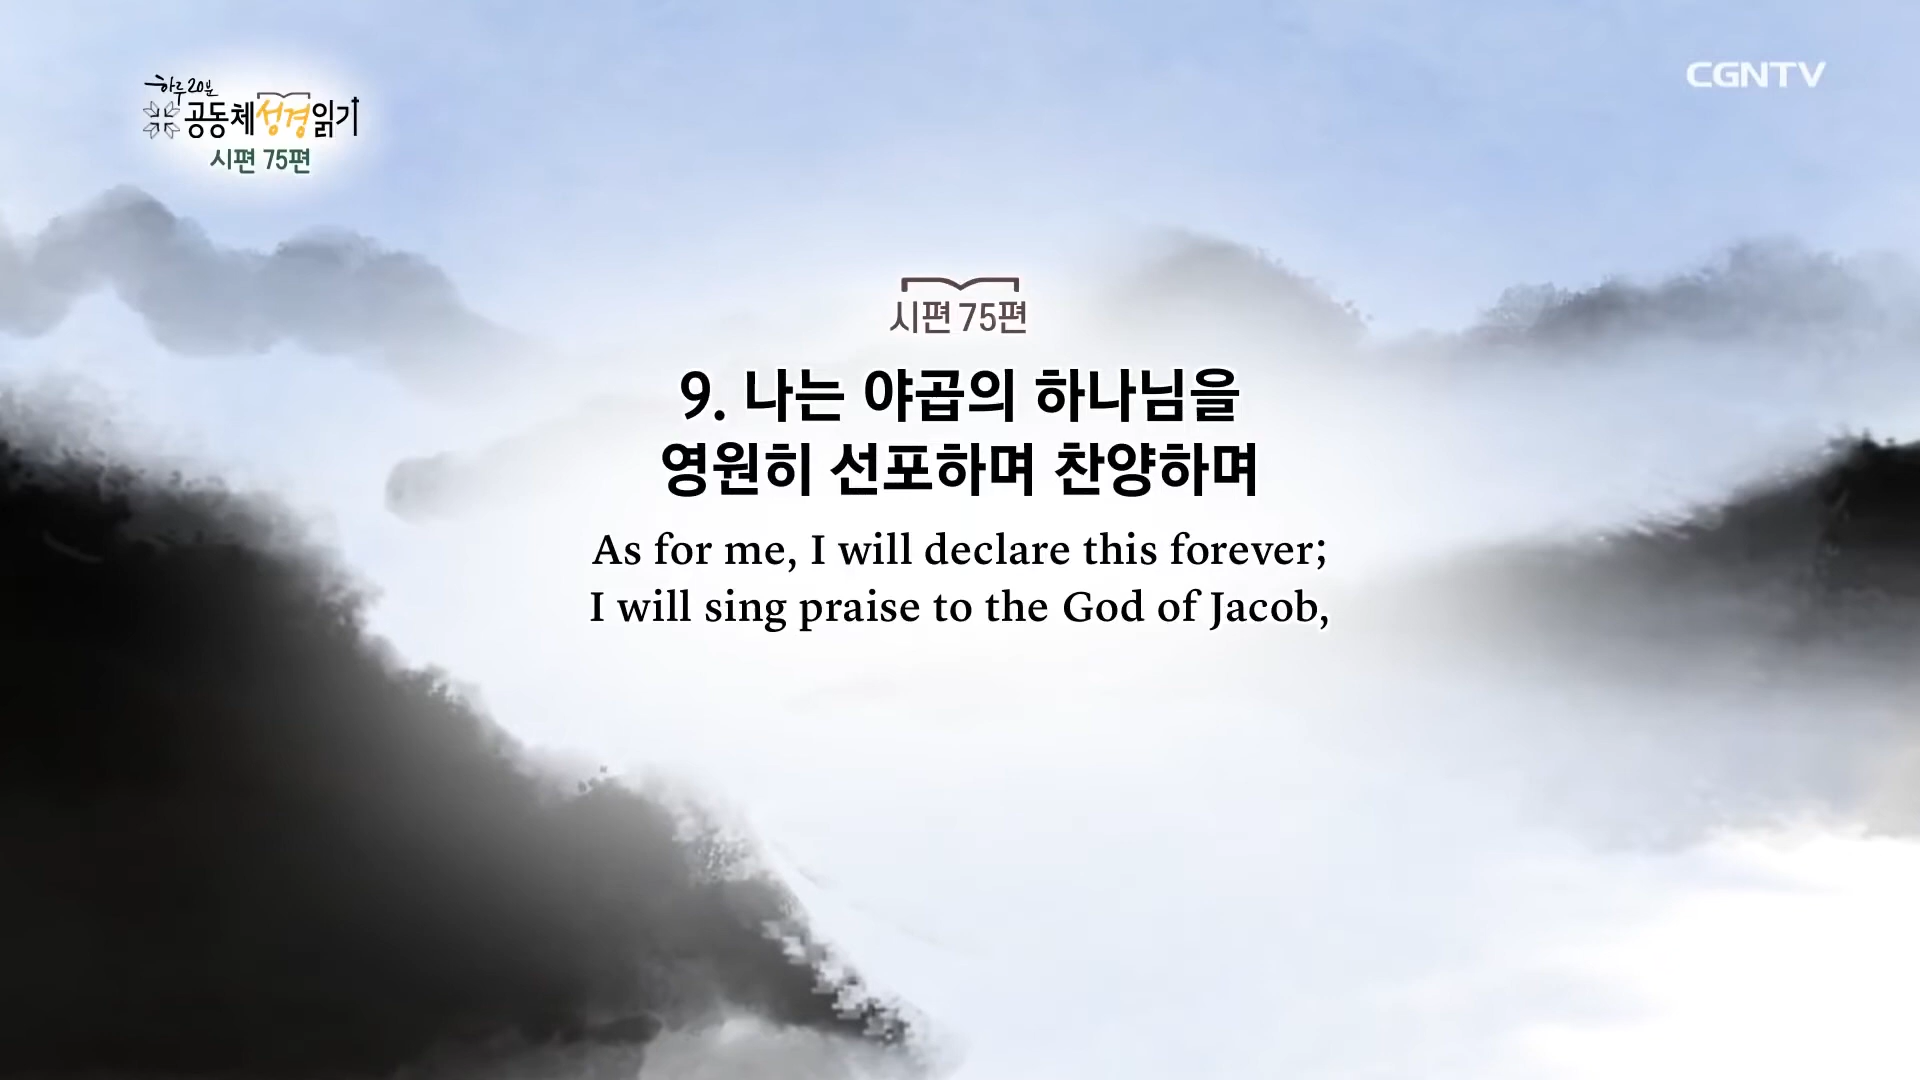 하루 20분
공동체성경읽기
시편 75편
CGNTV
시편 75편
9. 나는 야곱의 하나님을
영원히 선포하며 찬양하며
As for me, I will declare this forever;
I will sing praise to the God of Jacob,